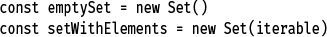 const emptySet = new Set()
const setWithElements = new Set(iterable)